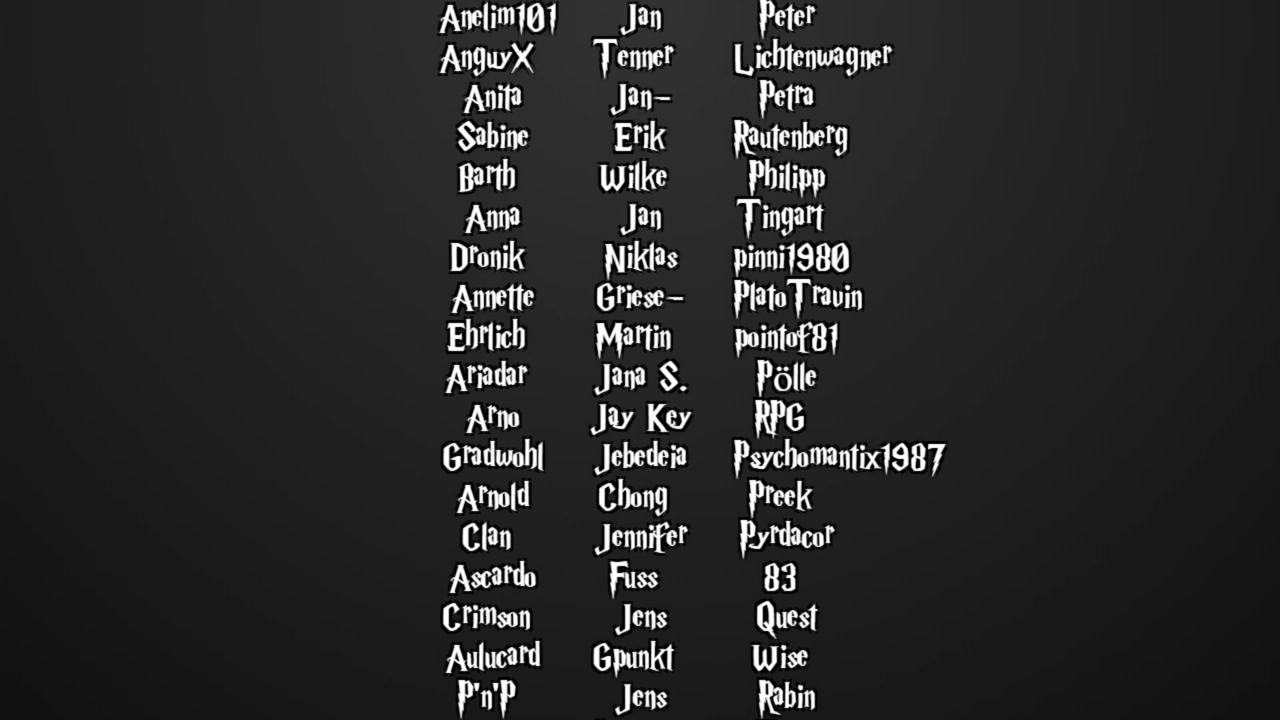 Anelim101 Jan Peter
AnguyX Tenner Lichtenwagner
Anita Jan- Petra
Sabine Erik Rautenberg
Barth Wilke Philipp
Anna Jan Tingart
Dronik Niklas pinni1980
Annette Griese- PlatoTravin
Ehrlich Martin pointof81
Ariadar Jana S. Pölle
Arno Jay Key RPG
Gradwohl Jebedeia Psychomantix1987
Arnold Chong Preek
Clan Jennifer Pyrdacor
Ascardo Fuss 83
Crimson Jens Quest
Aulucard Gpunkt Wise
P'n'P Jens Rabin